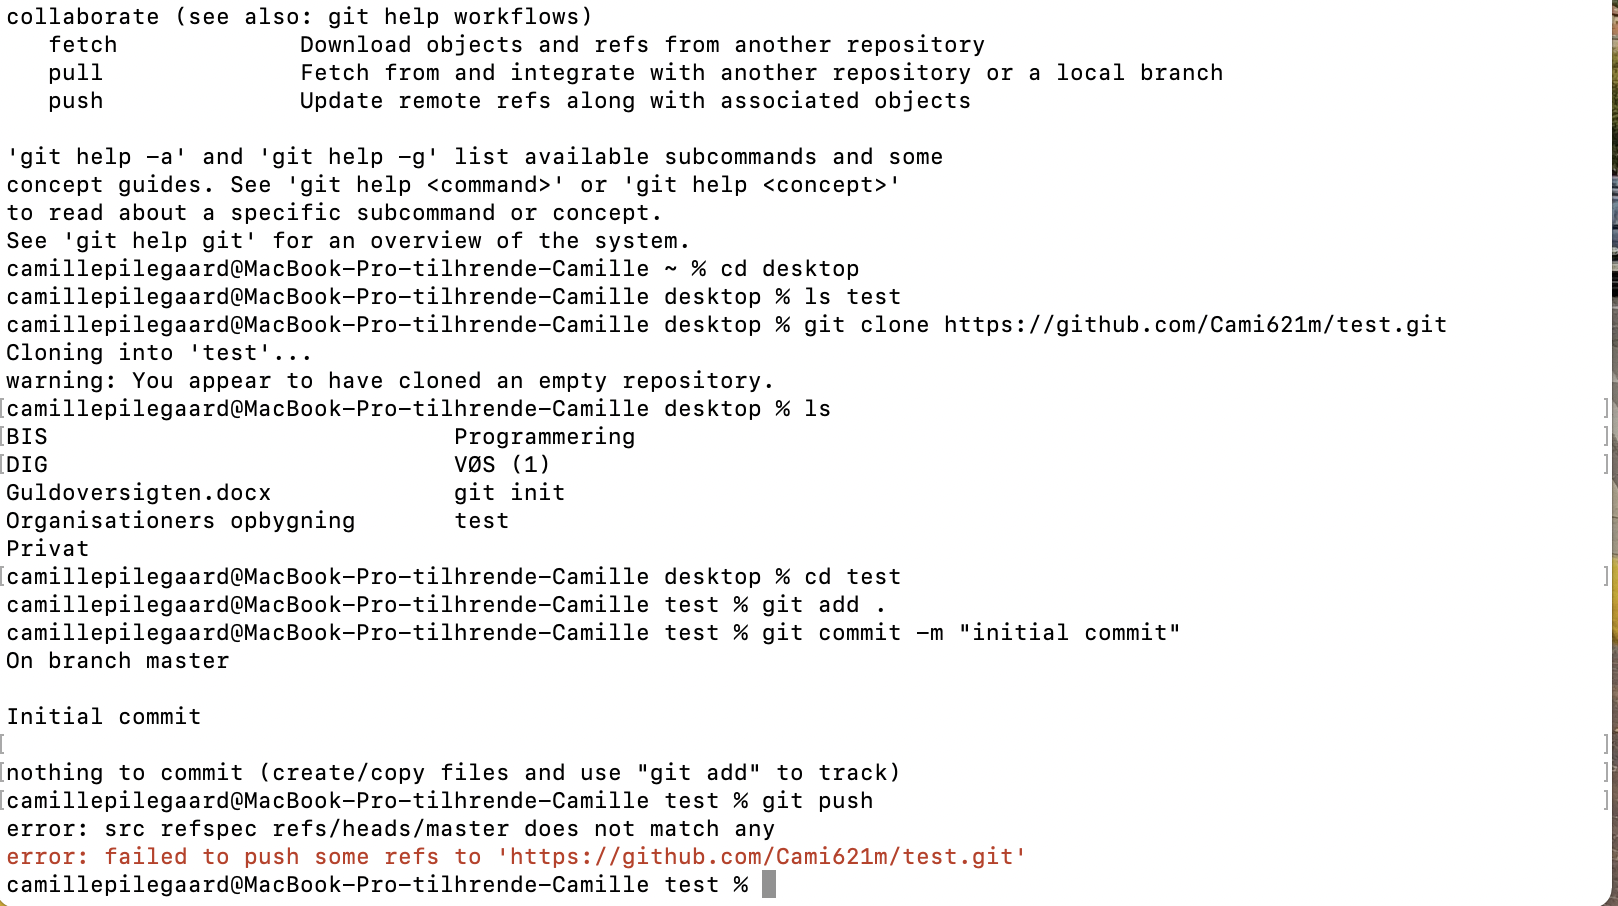 collaborate (see also: git help workflows)
   fetch             Download objects and refs from another repository
   pull              Fetch from and integrate with another repository or a local branch
   push              Update remote refs along with associated objects

'git help -a' and 'git help -g' list available subcommands and some
concept guides. See 'git help <command>' or 'git help <concept>'
to read about a specific subcommand or concept.
See 'git help git' for an overview of the system.
camillepilegaard@MacBook-Pro-tilhrende-Camille ~ % cd desktop
camillepilegaard@MacBook-Pro-tilhrende-Camille desktop % ls test
camillepilegaard@MacBook-Pro-tilhrende-Camille desktop % git clone https://github.com/Cami621m/test.git
Cloning into 'test'...
warning: You appear to have cloned an empty repository.
[camillepilegaard@MacBook-Pro-tilhrende-Camille desktop % ls ]
[BIS                             Programmering ]
[DIG                             VØS (1) ]
Guldoversigten.docx             git init
Organisationers opbygning       test
Privat
[camillepilegaard@MacBook-Pro-tilhrende-Camille desktop % cd test ]
camillepilegaard@MacBook-Pro-tilhrende-Camille test % git add .
camillepilegaard@MacBook-Pro-tilhrende-Camille test % git commit -m "initial commit"
On branch master

Initial commit
[ ]
[nothing to commit (create/copy files and use "git add" to track) ]
[camillepilegaard@MacBook-Pro-tilhrende-Camille test % git push ]
error: src refspec refs/heads/master does not match any
error: failed to push some refs to 'https://github.com/Cami621m/test.git'
camillepilegaard@MacBook-Pro-tilhrende-Camille test %